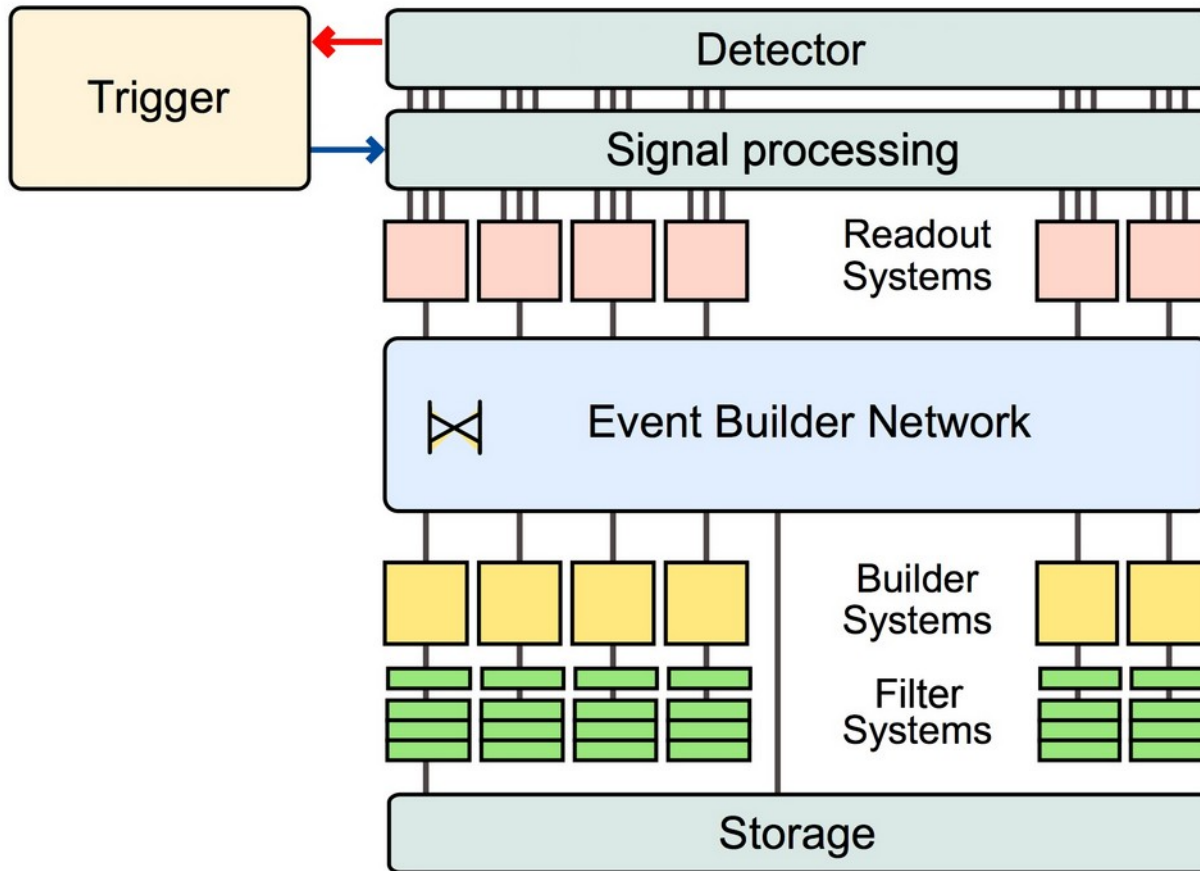 Trigger
Detector
Signal processing
Readout
Systems
Event Builder Network
Builder
Systems
Filter
Systems
Storage